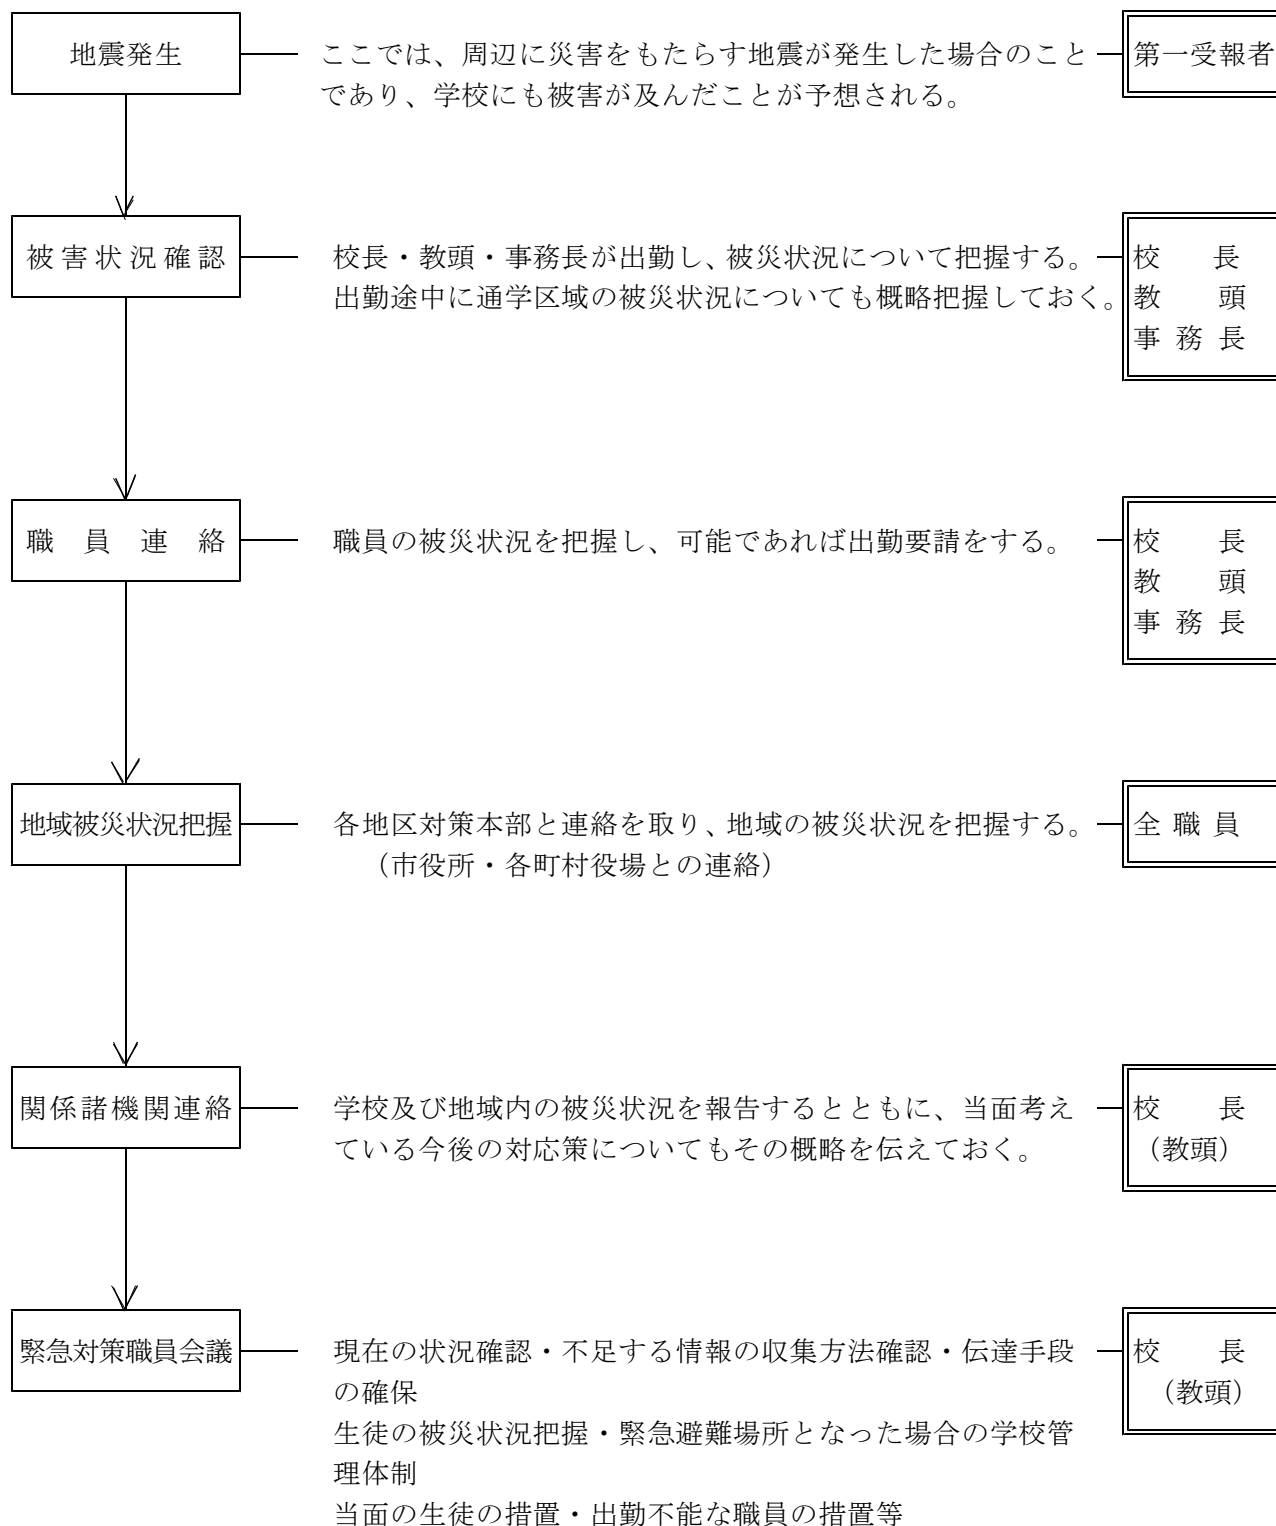 地震発生
ここでは、周辺に災害をもたらす地震が発生した場合のこと
であり、学校にも被害が及んだことが予想される。
第一受報者
被害状況確認
校長・教頭・事務長が出勤し、被災状況について把握する。
出勤途中に通学区域の被災状況についても概略把握しておく。
校　長
教　頭
事務長
職員連絡
職員の被災状況を把握し、可能であれば出勤要請をする。
校　長
教　頭
事務長
地域被災状況把握
各地区対策本部と連絡を取り、地域の被災状況を把握する。
（市役所・各町村役場との連絡）
全職員
関係諸機関連絡
学校及び地域内の被災状況を報告するとともに、当面考え
ている今後の対応策についてもその概略を伝えておく。
校　長
（教頭）
緊急対策職員会議
現在の状況確認・不足する情報の収集方法確認・伝達手段
の確保
生徒の被災状況把握・緊急避難場所となった場合の学校管
理体制
当面の生徒の措置・出勤不能な職員の措置等
校　長
（教頭）